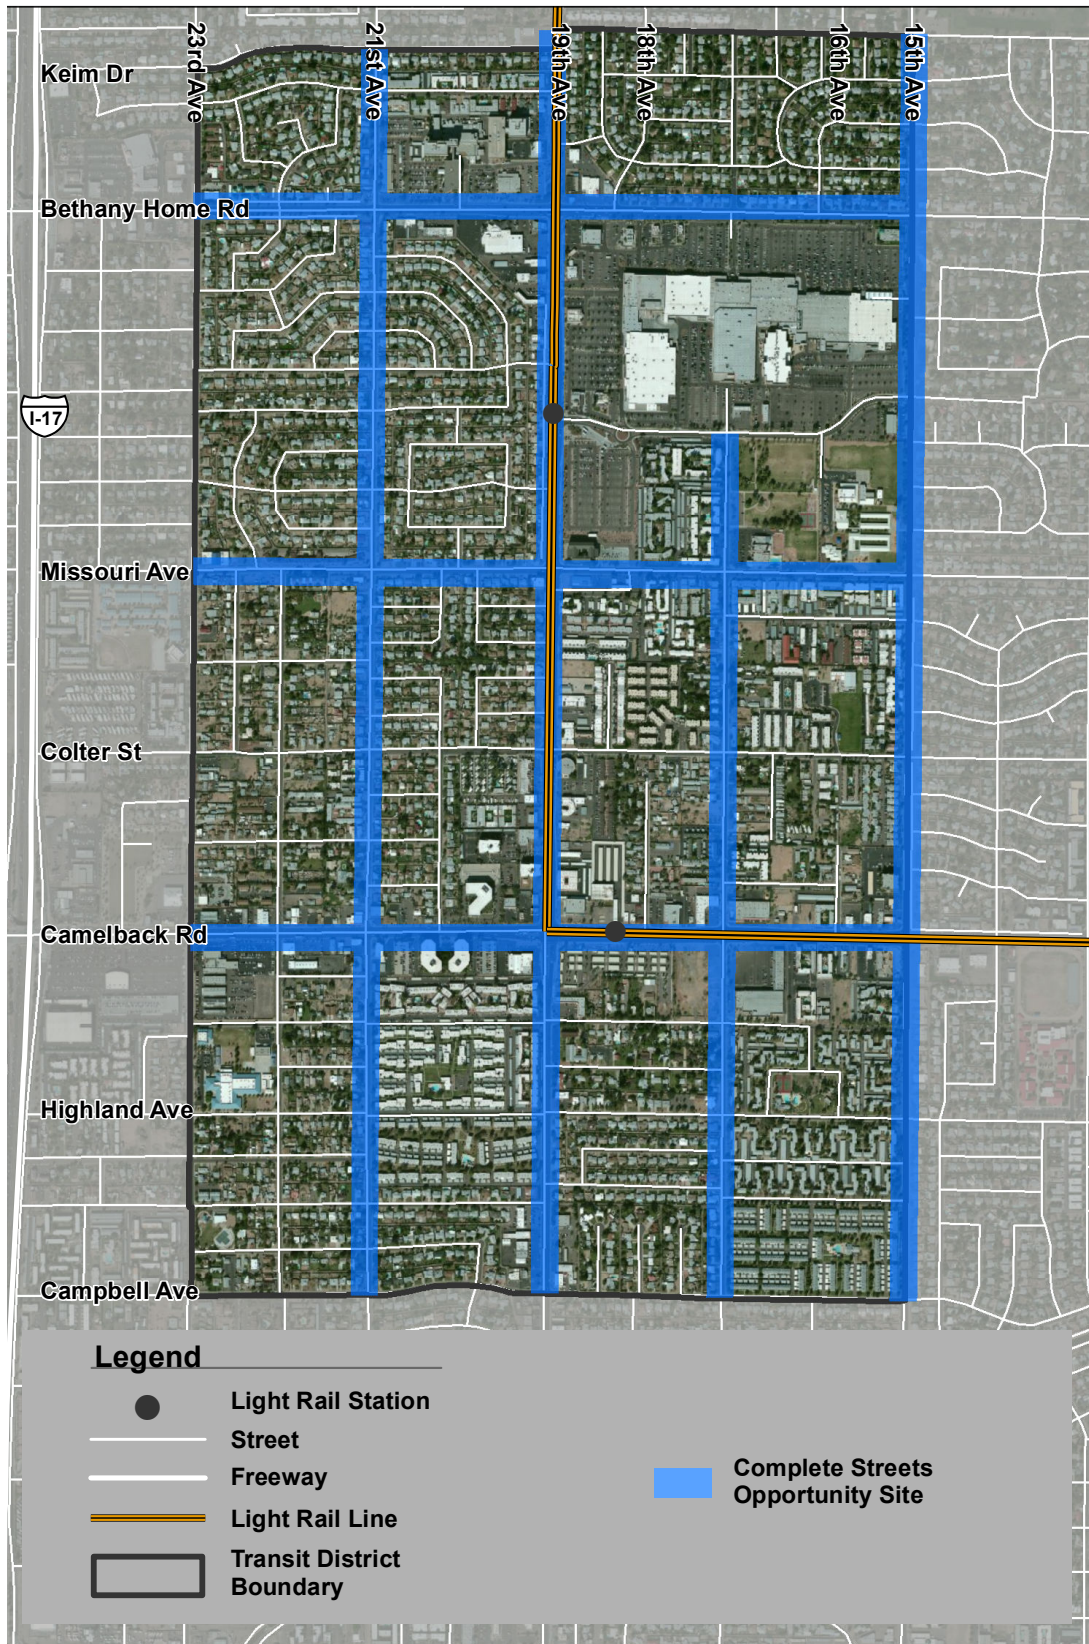 23rd Ave
21st Ave
19th Ave
18th Ave
16th Ave
15th Ave
Keim Dr
Bethany Home Rd
I-17
Missouri Ave
Colter St
Camelback Rd
Highland Ave
Campbell Ave
Legend
Light Rail Station
Street
Freeway
Light Rail Line
Transit District
Boundary
Complete Streets
Opportunity Site